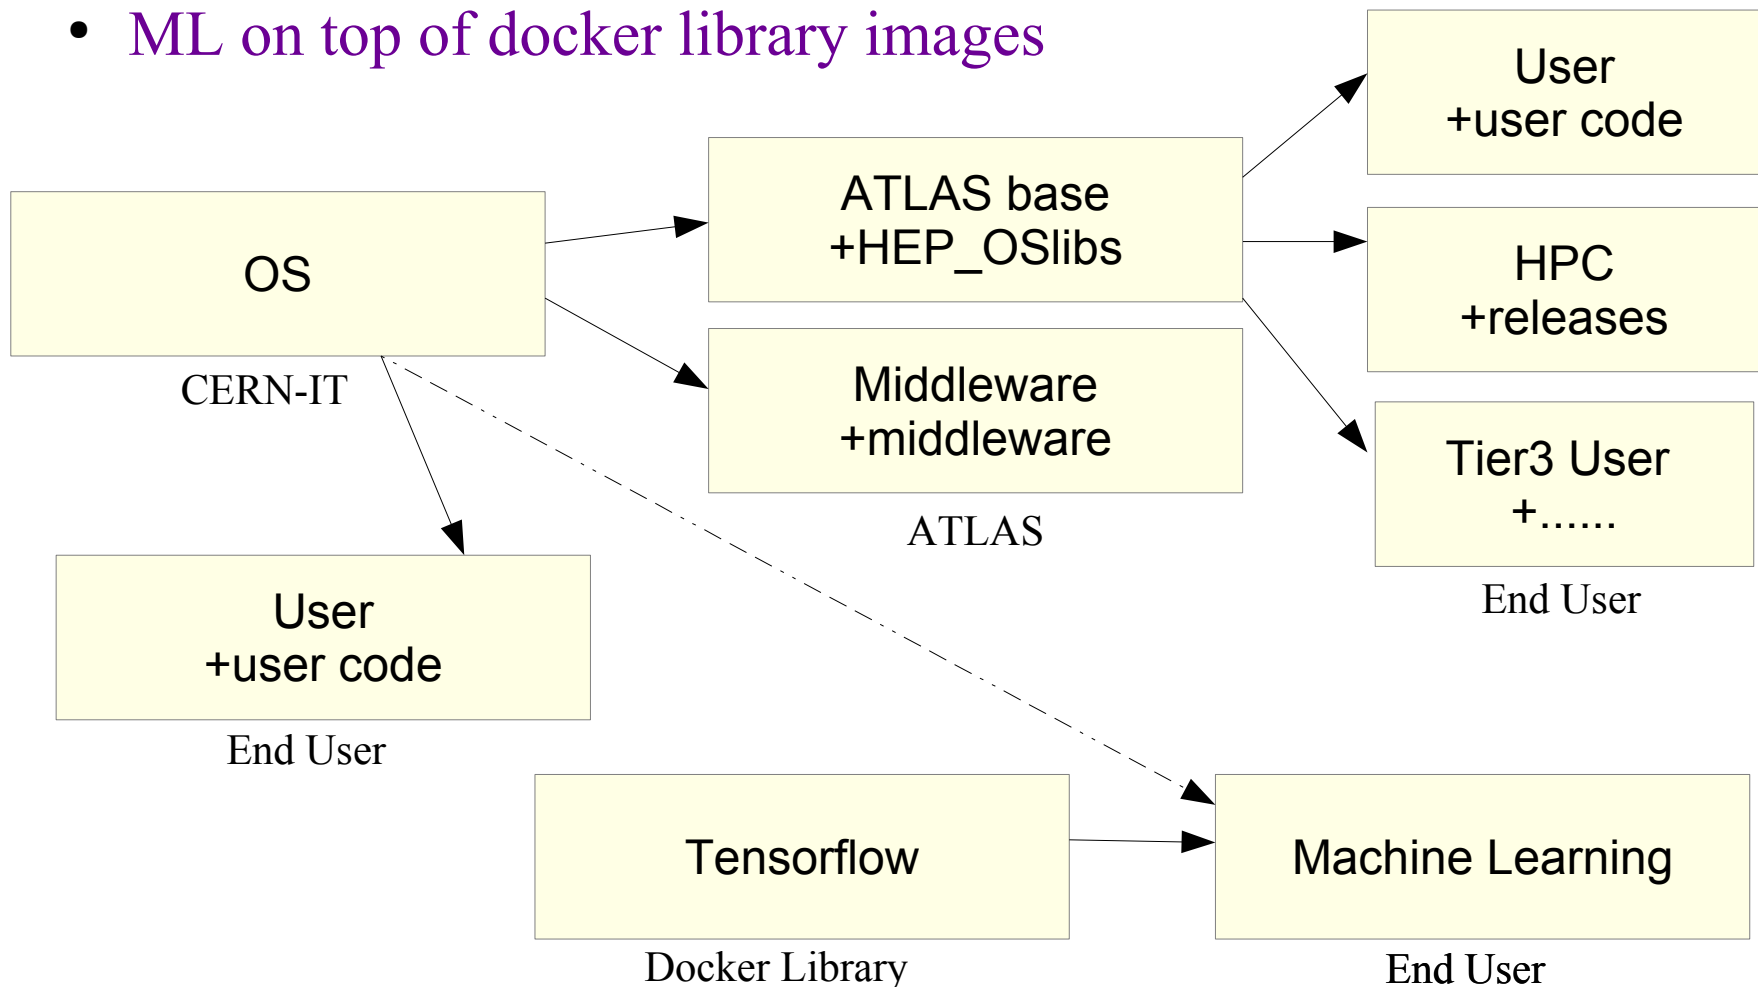 • ML on top of docker library images
User
+user code
ATLAS base
+HEP_OSlibs
OS
HPC
+releases
CERN-IT
Middleware
+middleware
Tier3 User
+......
ATLAS
End User
User
+user code
End User
Tensorflow
Machine Learning
Docker Library
End User